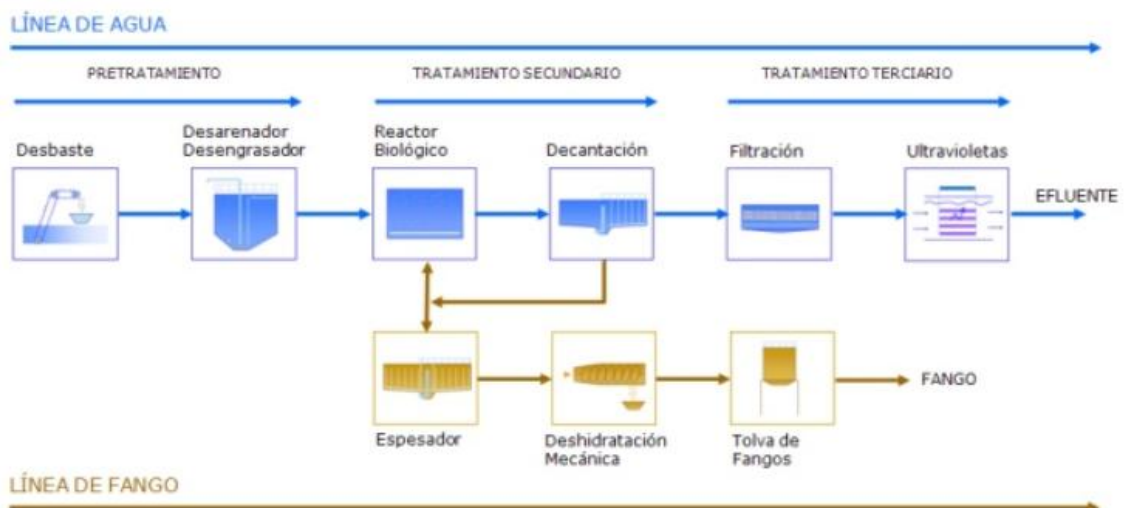 LÍNEA DE AGUA
PRETRATAMIENTO
TRATAMIENTO SECUNDARIO
TRATAMIENTO TERCIARIO
Desbaste
Desarenador
Desengrasador
Reactor
Biológico
Decantación
Filtración
Ultravioletas
EFLUENTE
Espesador
Deshidratación
Mecánica
Tolva de
Fangos
FANGO
LÍNEA DE FANGO